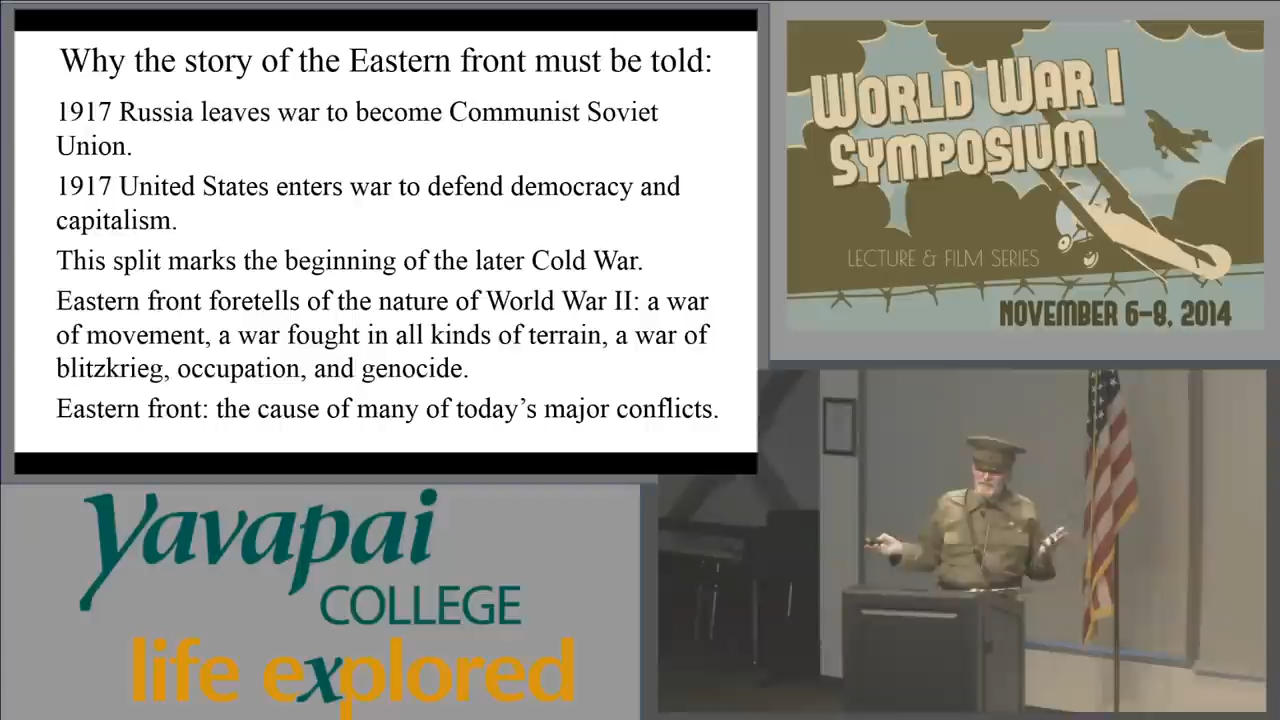 Why the story of the Eastern front must be told:
1917 Russia leaves war to become Communist Soviet
Union.
1917 United States enters war to defend democracy and
capitalism.
This split marks the beginning of the later Cold War.
Eastern front foretells of the nature of World War II: a war
of movement, a war fought in all kinds of terrain, a war of
blitzkrieg, occupation, and genocide.
Eastern front: the cause of many of today’s major conflicts.
WORLD WAR I
SYMPOSIUM
LECTURE & FILM SERIES
NOVEMBER 6-8, 2014
Yavapai
COLLEGE
life explored